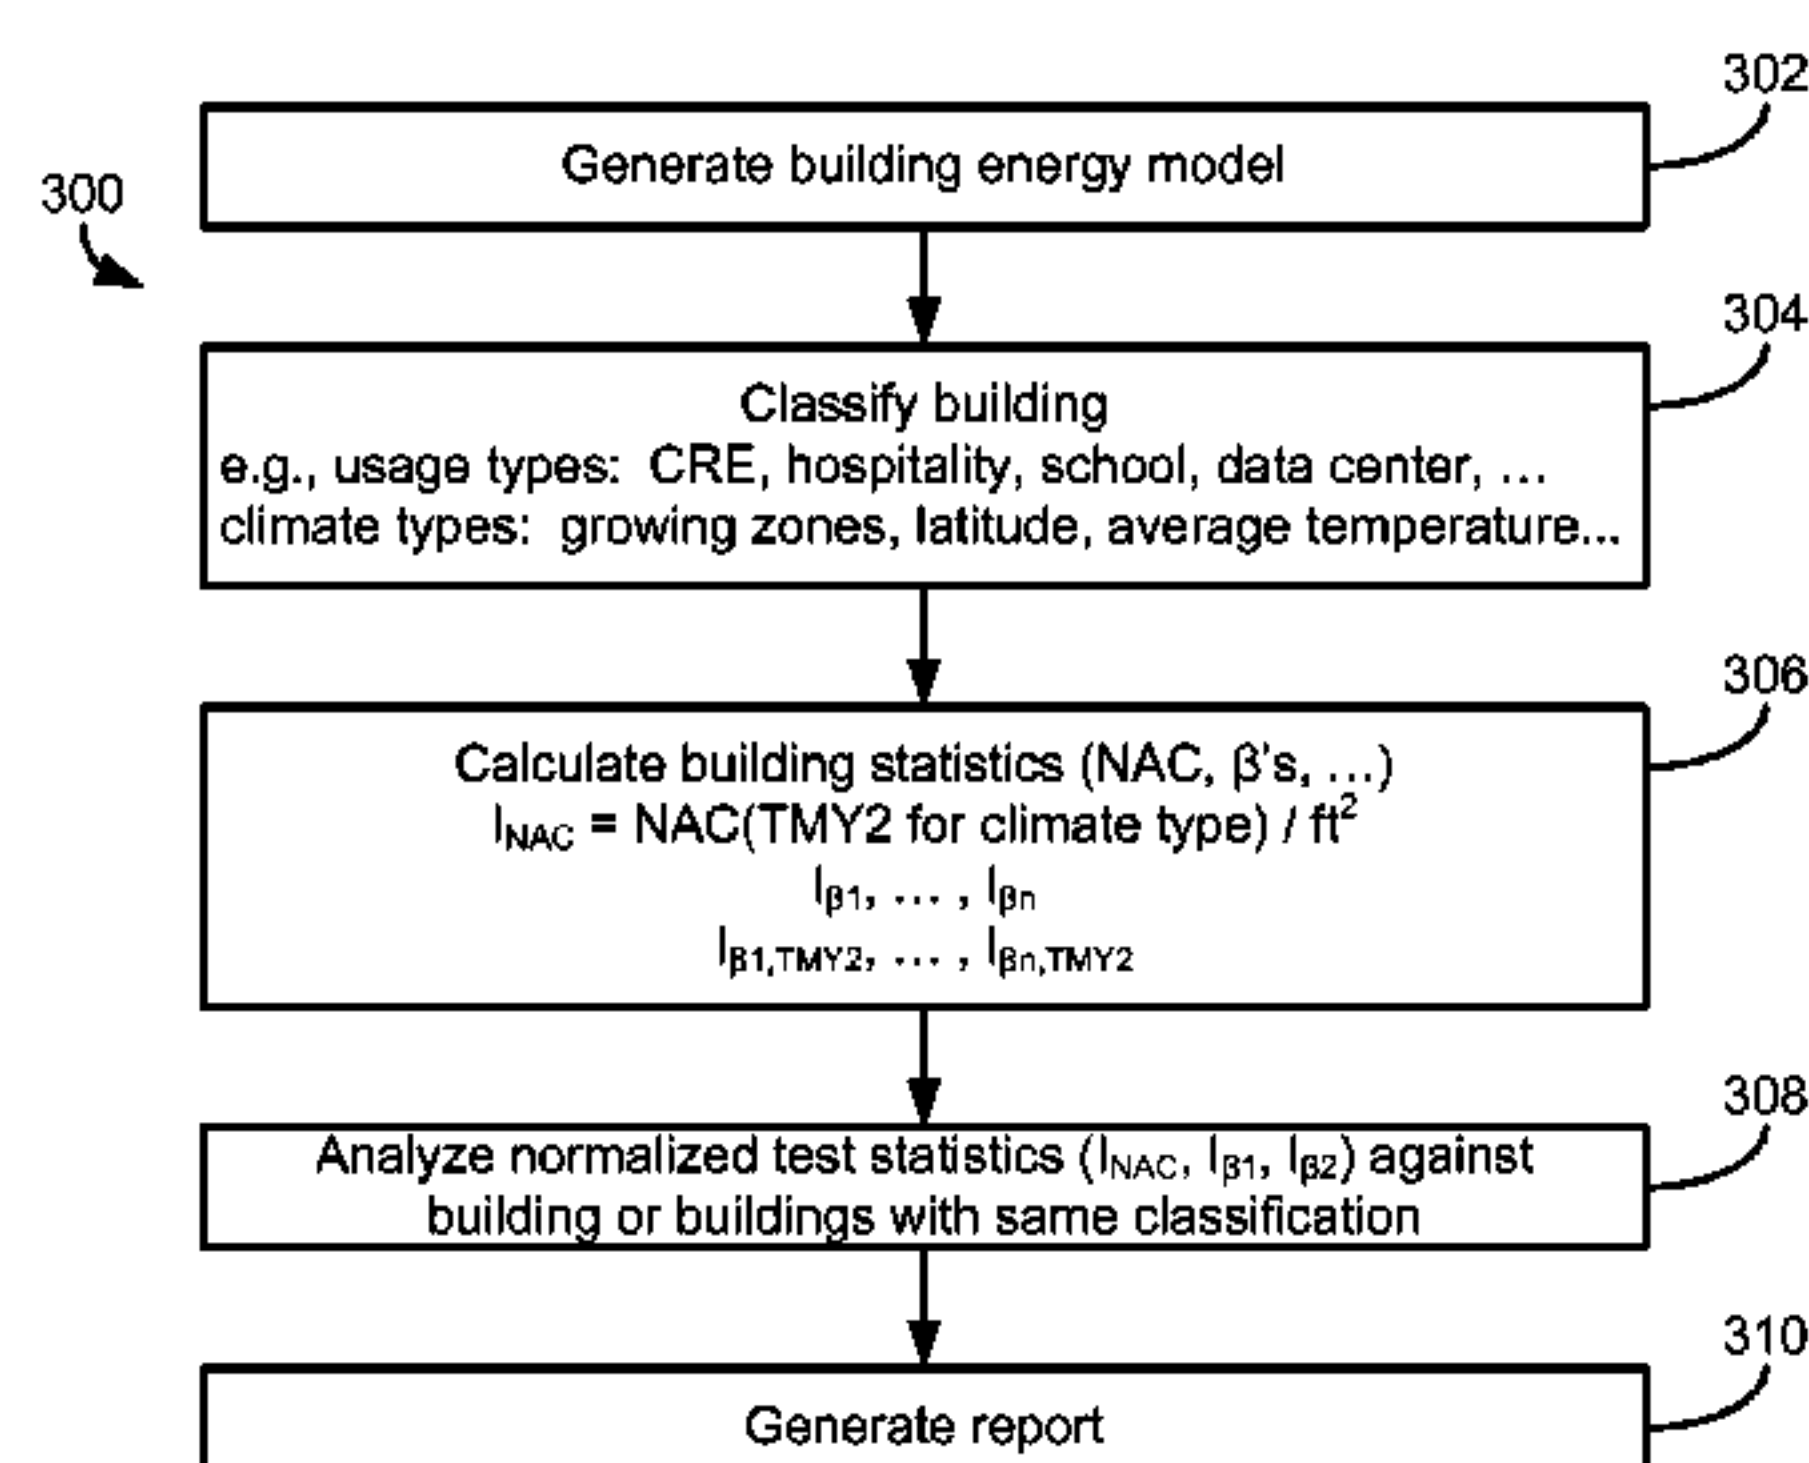 302
Generate building energy model
300
304
Classify building
e.g., usage types: CRE, hospitality, school, data center, ...
climate types: growing zones, latitude, average temperature...
306
Calculate building statistics (NAC, β's, ...)
I_NAC = NAC(TMY2 for climate type) / ft²
I_β1, ... , I_βn
I_β1,TMY2, ... , I_βn,TMY2
308
Analyze normalized test statistics (I_NAC, I_β1, I_β2) against
building or buildings with same classification
310
Generate report